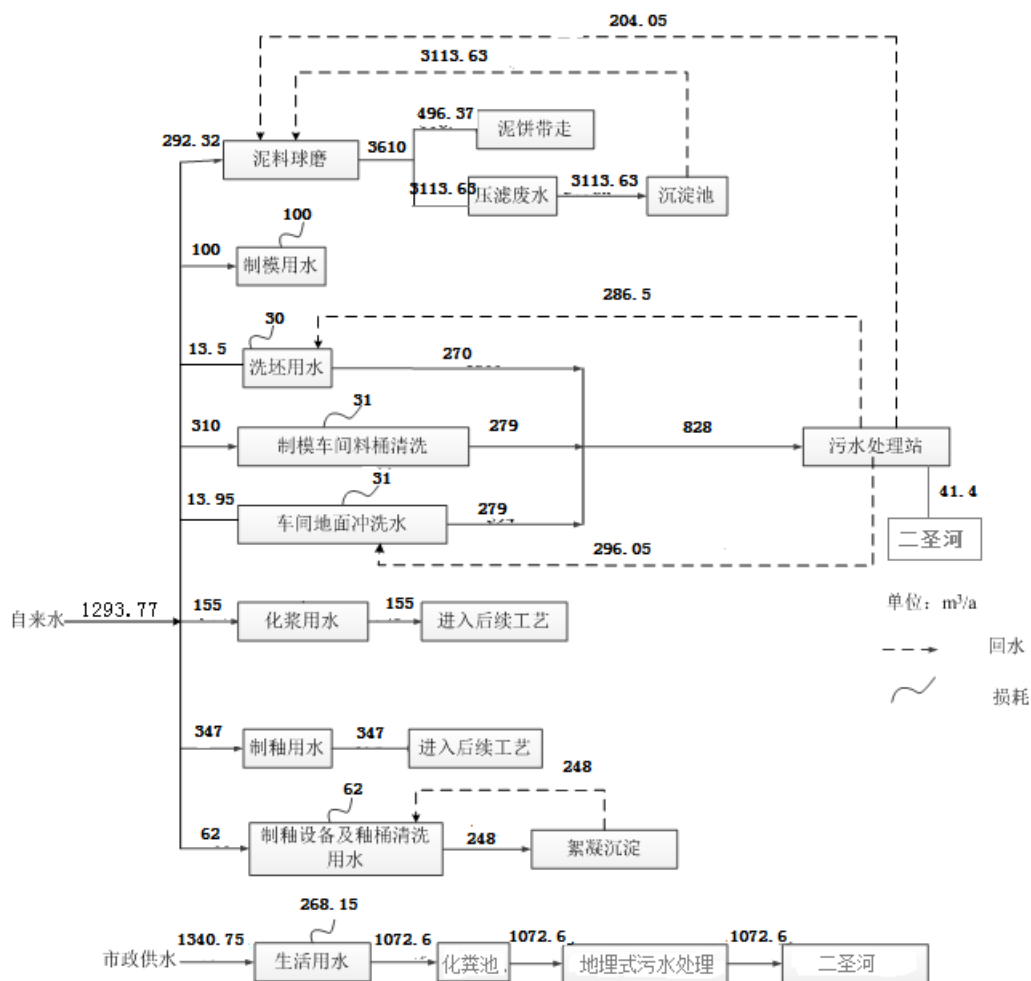 204.05
3113.63
496.37
泥饼带走
292.32
泥料球磨
3610
3113.63
压滤废水
3113.63
沉淀池
100
100
制模用水
286.5
30
13.5
洗坯用水
270
31
310
制模车间料桶清洗
279
828
污水处理站
31
13.95
车间地面冲洗水
279
41.4
296.05
二圣河
自来水
1293.77
155
化浆用水
155
进入后续工艺
单位：m³/a
回水
损耗
347
制釉用水
347
进入后续工艺
248
62
62
制釉设备及釉桶清洗
用水
248
絮凝沉淀
268.15
市政供水
1340.75
生活用水
1072.6
化粪池
1072.6
地埋式污水处理
1072.6
二圣河